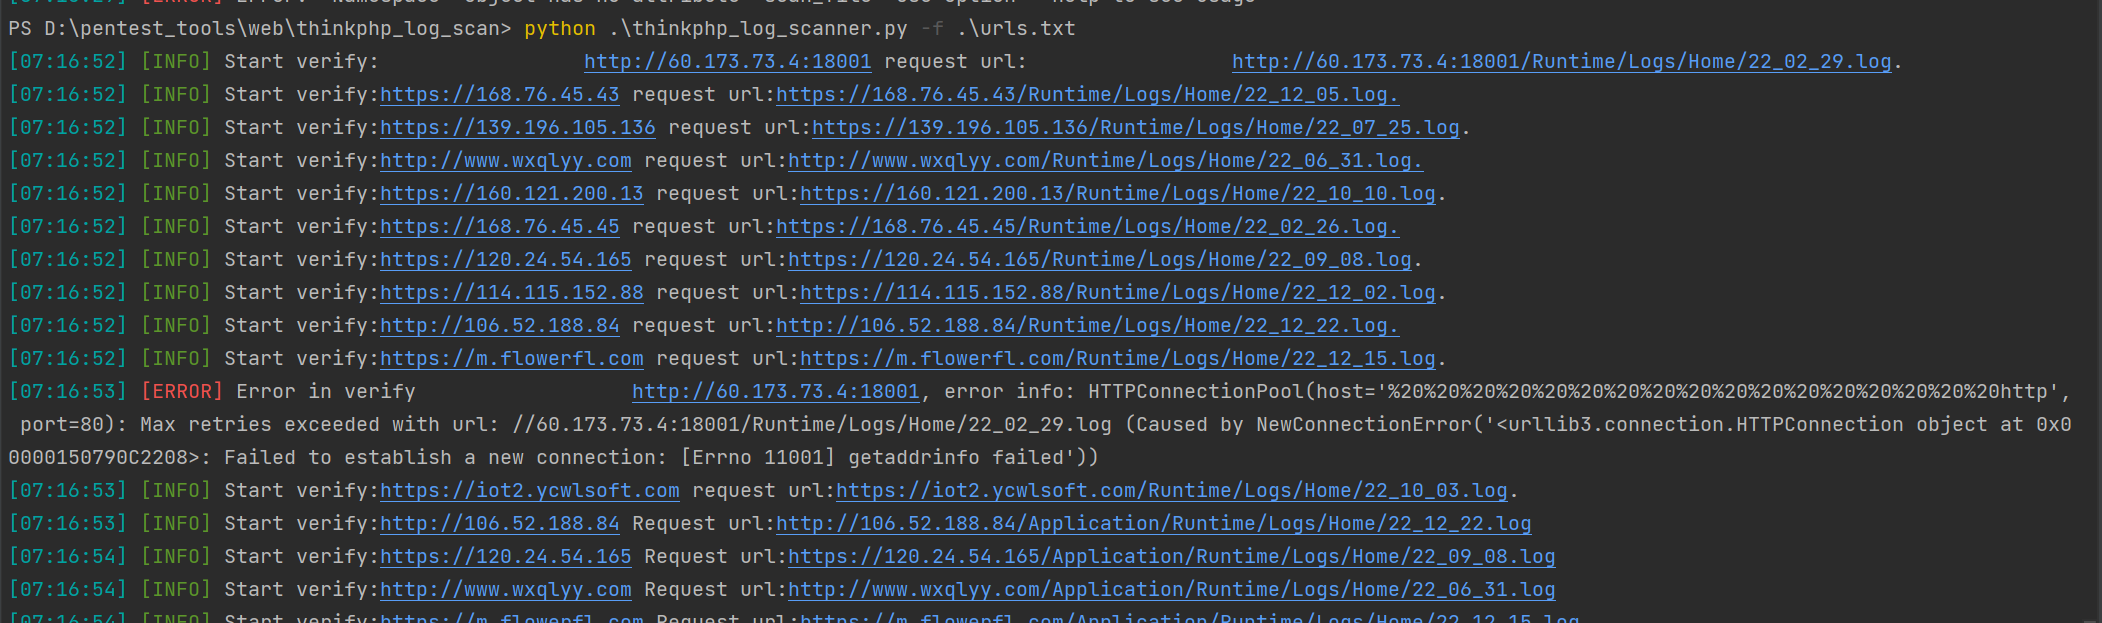 PS D:\pentest_tools\web\thinkphp_log_scan> python .\thinkphp_log_scanner.py -f .\urls.txt
[07:16:52] [INFO] Start verify:                 http://60.173.73.4:18001 request url:                 http://60.173.73.4:18001/Runtime/Logs/Home/22_02_29.log.
[07:16:52] [INFO] Start verify:https://168.76.45.43 request url:https://168.76.45.43/Runtime/Logs/Home/22_12_05.log.
[07:16:52] [INFO] Start verify:https://139.196.105.136 request url:https://139.196.105.136/Runtime/Logs/Home/22_07_25.log.
[07:16:52] [INFO] Start verify:http://www.wxqlyy.com request url:http://www.wxqlyy.com/Runtime/Logs/Home/22_06_31.log.
[07:16:52] [INFO] Start verify:https://160.121.200.13 request url:https://160.121.200.13/Runtime/Logs/Home/22_10_10.log.
[07:16:52] [INFO] Start verify:https://168.76.45.45 request url:https://168.76.45.45/Runtime/Logs/Home/22_02_26.log.
[07:16:52] [INFO] Start verify:https://120.24.54.165 request url:https://120.24.54.165/Runtime/Logs/Home/22_09_08.log.
[07:16:52] [INFO] Start verify:https://114.115.152.88 request url:https://114.115.152.88/Runtime/Logs/Home/22_12_02.log.
[07:16:52] [INFO] Start verify:http://106.52.188.84 request url:http://106.52.188.84/Runtime/Logs/Home/22_12_22.log.
[07:16:52] [INFO] Start verify:https://m.flowerfl.com request url:https://m.flowerfl.com/Runtime/Logs/Home/22_12_15.log.
[07:16:53] [ERROR] Error in verify                  http://60.173.73.4:18001, error info: HTTPConnectionPool(host='%20%20%20%20%20%20%20%20%20%20%20%20%20%20%20%20%20http',
port=80): Max retries exceeded with url: //60.173.73.4:18001/Runtime/Logs/Home/22_02_29.log (Caused by NewConnectionError('<urllib3.connection.HTTPConnection object at 0x0
0000150790C2208>: Failed to establish a new connection: [Errno 11001] getaddrinfo failed'))
[07:16:53] [INFO] Start verify:https://iot2.ycwlsoft.com request url:https://iot2.ycwlsoft.com/Runtime/Logs/Home/22_10_03.log.
[07:16:53] [INFO] Start verify:http://106.52.188.84 Request url:http://106.52.188.84/Application/Runtime/Logs/Home/22_12_22.log
[07:16:54] [INFO] Start verify:https://120.24.54.165 Request url:https://120.24.54.165/Application/Runtime/Logs/Home/22_09_08.log
[07:16:54] [INFO] Start verify:http://www.wxqlyy.com Request url:http://www.wxqlyy.com/Application/Runtime/Logs/Home/22_06_31.log
[07:16:54] [INFO] Start verify:https://m.flowerfl.com Request url:https://m.flowerfl.com/Application/Runtime/Logs/Home/22_12_15.log